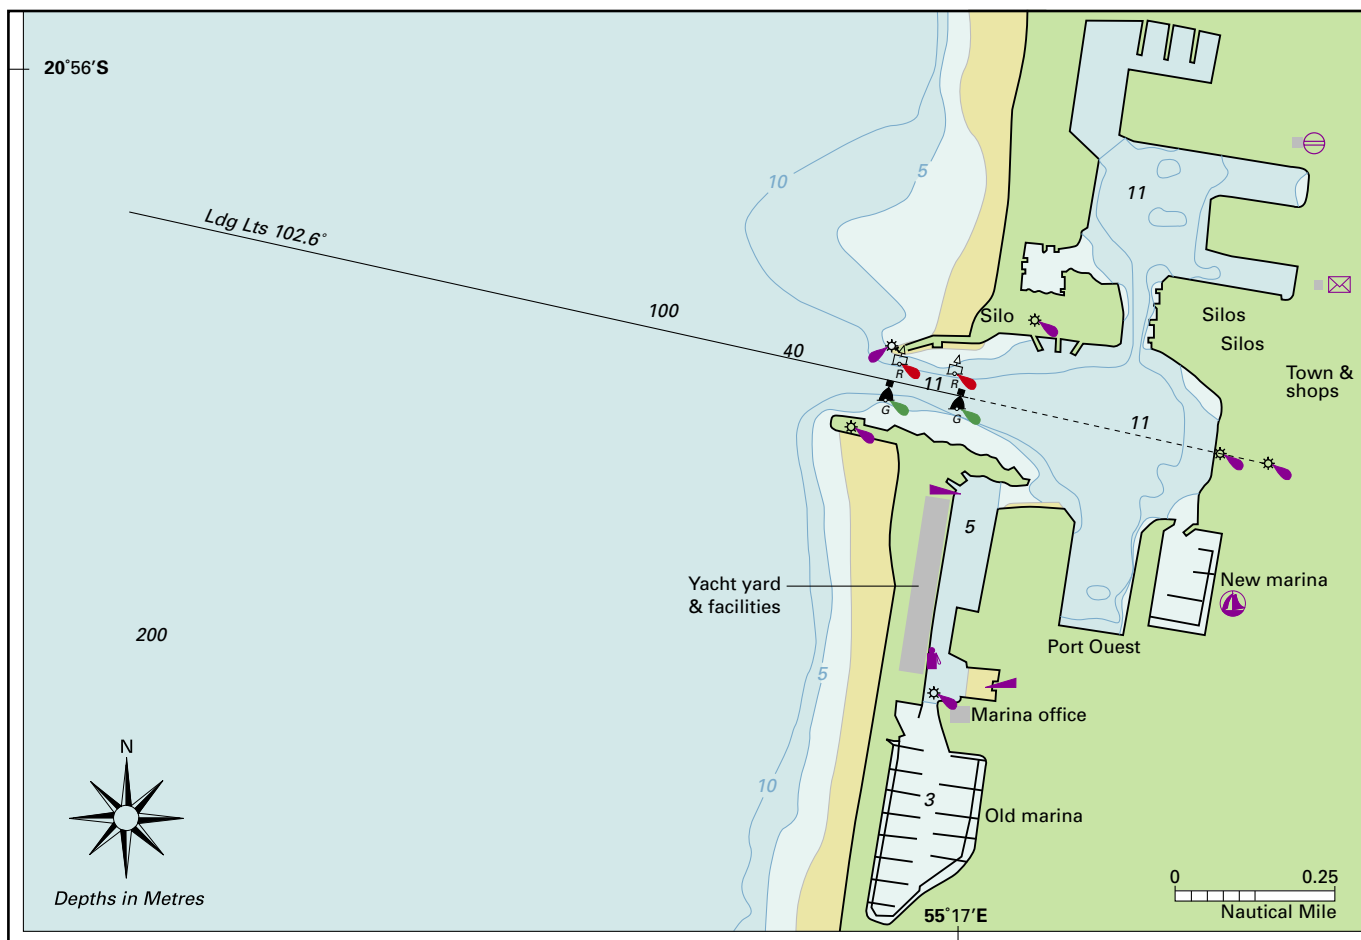 20°56'S
10
5
11
Ldg Lts 102.6°
100
Silo
Silos
Silos
40
R
R
11
Town &
shops
G
G
11
5
Yacht yard
& facilities
New marina
200
Port Ouest
5
Marina office
N
10
3
Old marina
0 0.25
Depths in Metres
55°17'E
Nautical Mile